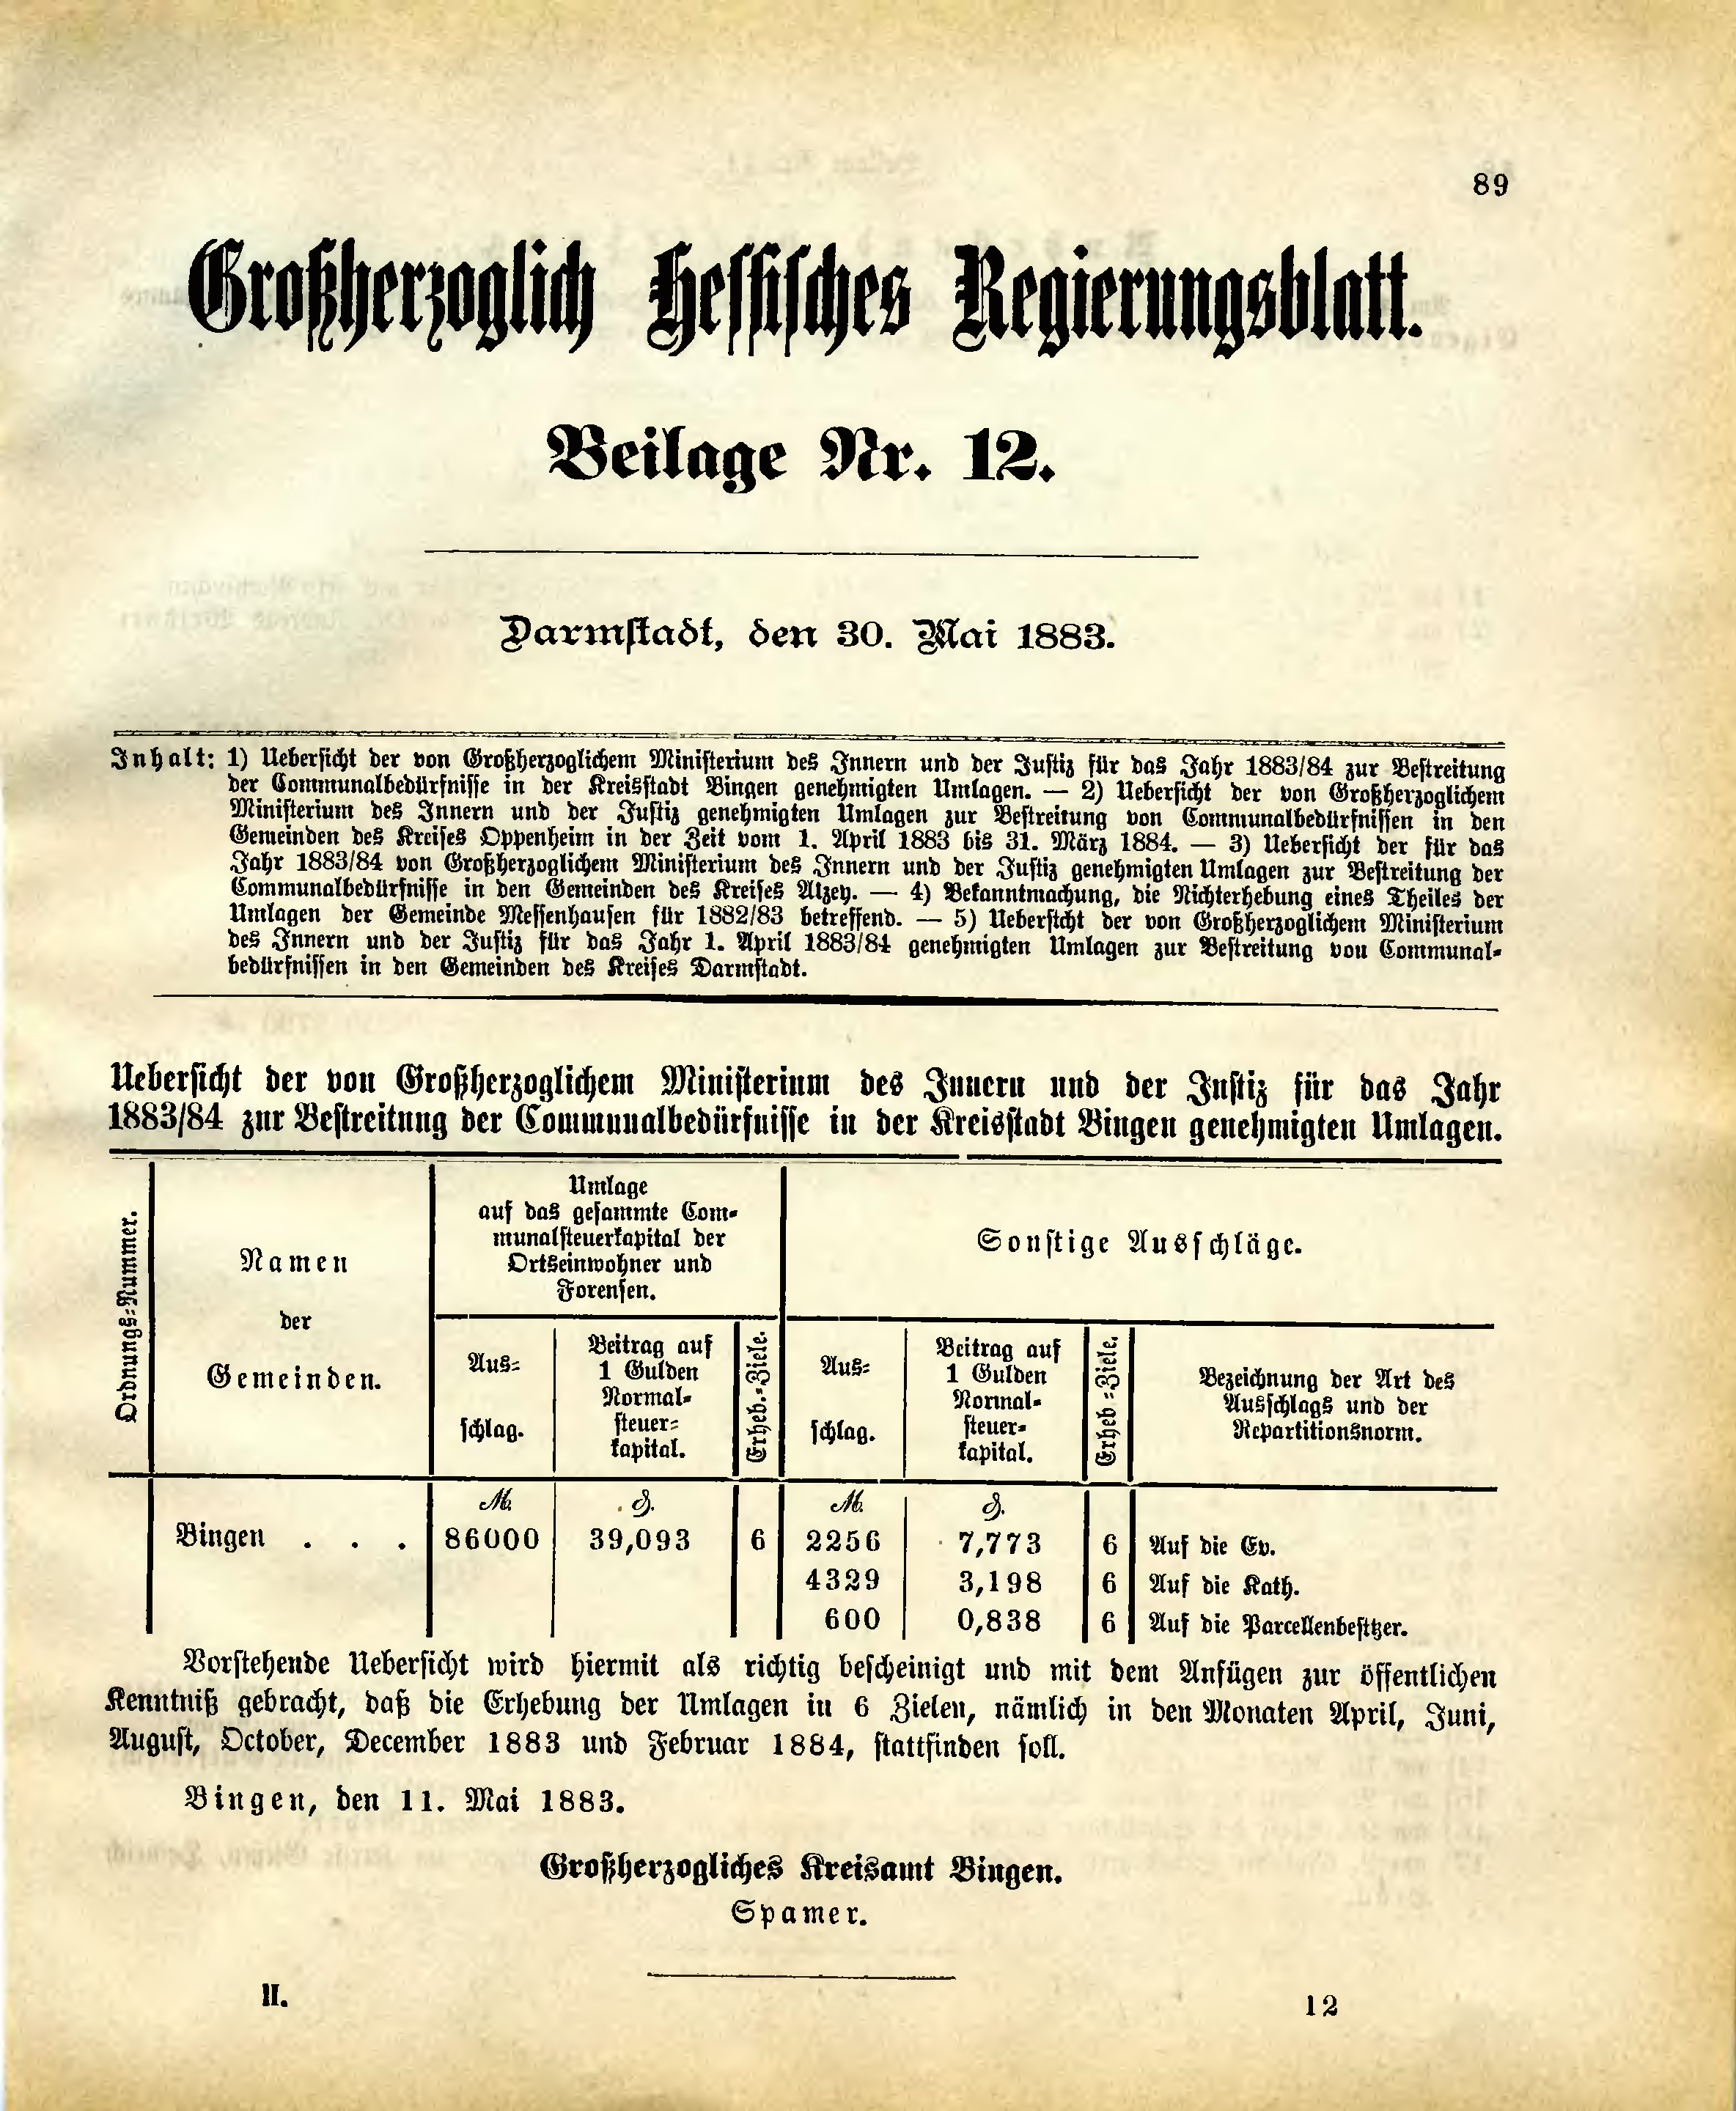 89
Großherzoglich Hessisches Regierungsblatt.
Beilage Nr. 12.
Darmstadt, den 30. Mai 1883.
Inhalt: 1) Uebersicht der von Großherzoglichem Ministerium des Innern und der Justiz für das Jahr 1883/84 zur Bestreitung
der Communalbedürfnisse in der Kreisstadt Bingen genehmigten Umlagen. — 2) Uebersicht der von Großherzoglichem
Ministerium des Innern und der Justiz genehmigten Umlagen zur Bestreitung von Communalbedürfnissen in den
Gemeinden des Kreises Oppenheim in der Zeit vom 1. April 1883 bis 31. März 1884. — 3) Uebersicht der für das
Jahr 1883/84 von Großherzoglichem Ministerium des Innern und der Justiz genehmigten Umlagen zur Bestreitung der
Communalbedürfnisse in den Gemeinden des Kreises Alzey. — 4) Bekanntmachung, die Nichterhebung eines Theiles der
Umlagen der Gemeinde Messenhausen für 1882/83 betreffend. — 5) Uebersicht der von Großherzoglichem Ministerium
des Innern und der Justiz für das Jahr 1. April 1883/84 genehmigten Umlagen zur Bestreitung von Communal-
bedürfnissen in den Gemeinden des Kreises Darmstadt.
Uebersicht der von Großherzoglichem Ministerium des Innern und der Justiz für das Jahr
1883/84 zur Bestreitung der Communalbedürfnisse in der Kreisstadt Bingen genehmigten Umlagen.
Ordnungs-Nummer.
Namen
der
Gemeinden.
Umlage
auf das gesammte Com-
munalsteuerkapital der
Ortseinwohner und
Forensen.
Sonstige Ausschläge.
Aus-
schlag.
Beitrag auf
1 Gulden
Normal-
steuer-
kapital.
Erheb.-Ziele.
Aus-
schlag.
Beitrag auf
1 Gulden
Normal-
steuer-
kapital.
Erheb-Ziele.
Bezeichnung der Art des
Ausschlags und der
Repartitionsnorm.
ℳ. ₰. ℳ. ₰.
Bingen . . . 86000 39,093 6 2256 7,773 6 Auf die Ev.
4329 3,198 6 Auf die Kath.
600 0,838 6 Auf die Parcellenbesitzer.
Vorstehende Uebersicht wird hiermit als richtig bescheinigt und mit dem Anfügen zur öffentlichen
Kenntniß gebracht, daß die Erhebung der Umlagen in 6 Zielen, nämlich in den Monaten April, Juni,
August, October, December 1883 und Februar 1884, stattfinden soll.
Bingen, den 11. Mai 1883.
Großherzogliches Kreisamt Bingen.
Spamer.
II. 12